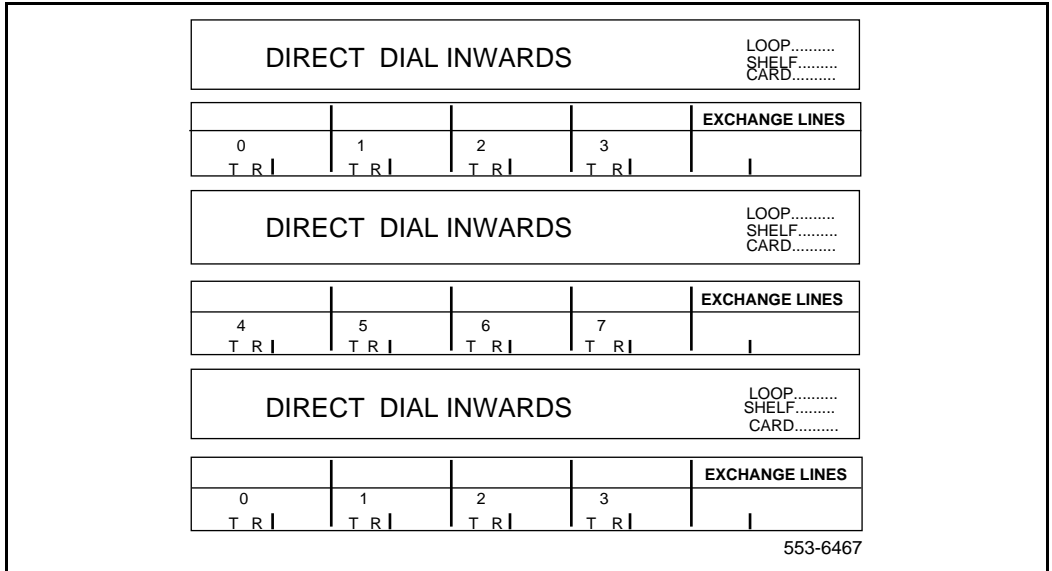 DIRECT DIAL INWARDS
LOOP..........
SHELF.........
CARD..........
EXCHANGE LINES
0 1 2 3
T R T R T R T R
DIRECT DIAL INWARDS
LOOP..........
SHELF.........
CARD..........
EXCHANGE LINES
4 5 6 7
T R T R T R T R
DIRECT DIAL INWARDS
LOOP..........
SHELF.........
CARD..........
EXCHANGE LINES
0 1 2 3
T R T R T R T R
553-6467